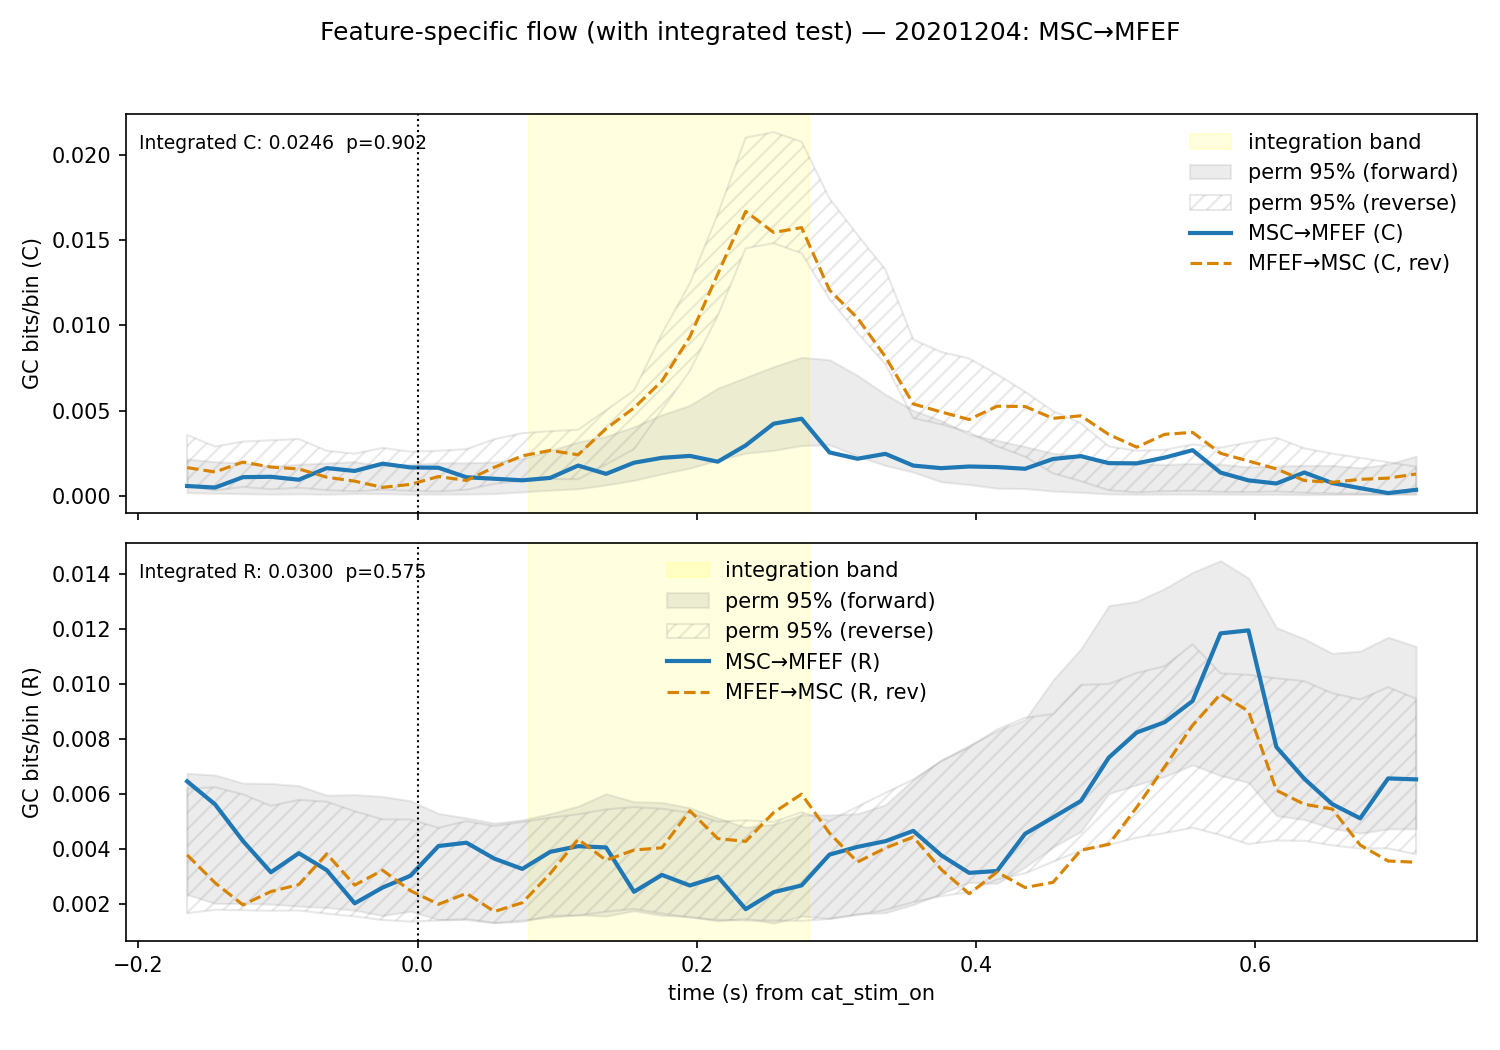 Feature-specific flow (with integrated test) — 20201204: MSC→MFEF
Integrated C: 0.0246  p=0.902
integration band
perm 95% (forward)
perm 95% (reverse)
MSC→MFEF (C)
MFEF→MSC (C, rev)
GC bits/bin (C)
0.020
0.015
0.010
0.005
0.000
Integrated R: 0.0300  p=0.575
integration band
perm 95% (forward)
perm 95% (reverse)
MSC→MFEF (R)
MFEF→MSC (R, rev)
GC bits/bin (R)
0.014
0.012
0.010
0.008
0.006
0.004
0.002
−0.2
0.0
0.2
0.4
0.6
time (s) from cat_stim_on